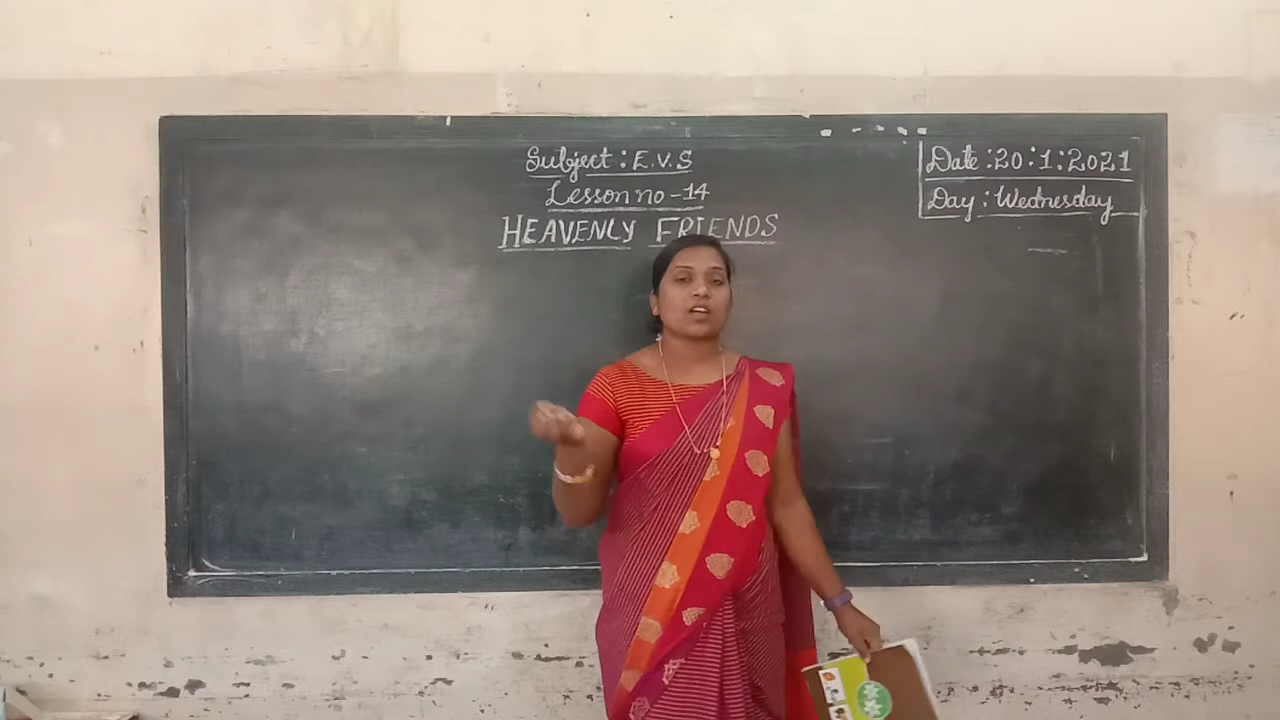 Subject : E.V.S
Lesson no - 14
HEAVENLY FRIENDS
Date : 20 : 1 : 2021
Day : Wednesday